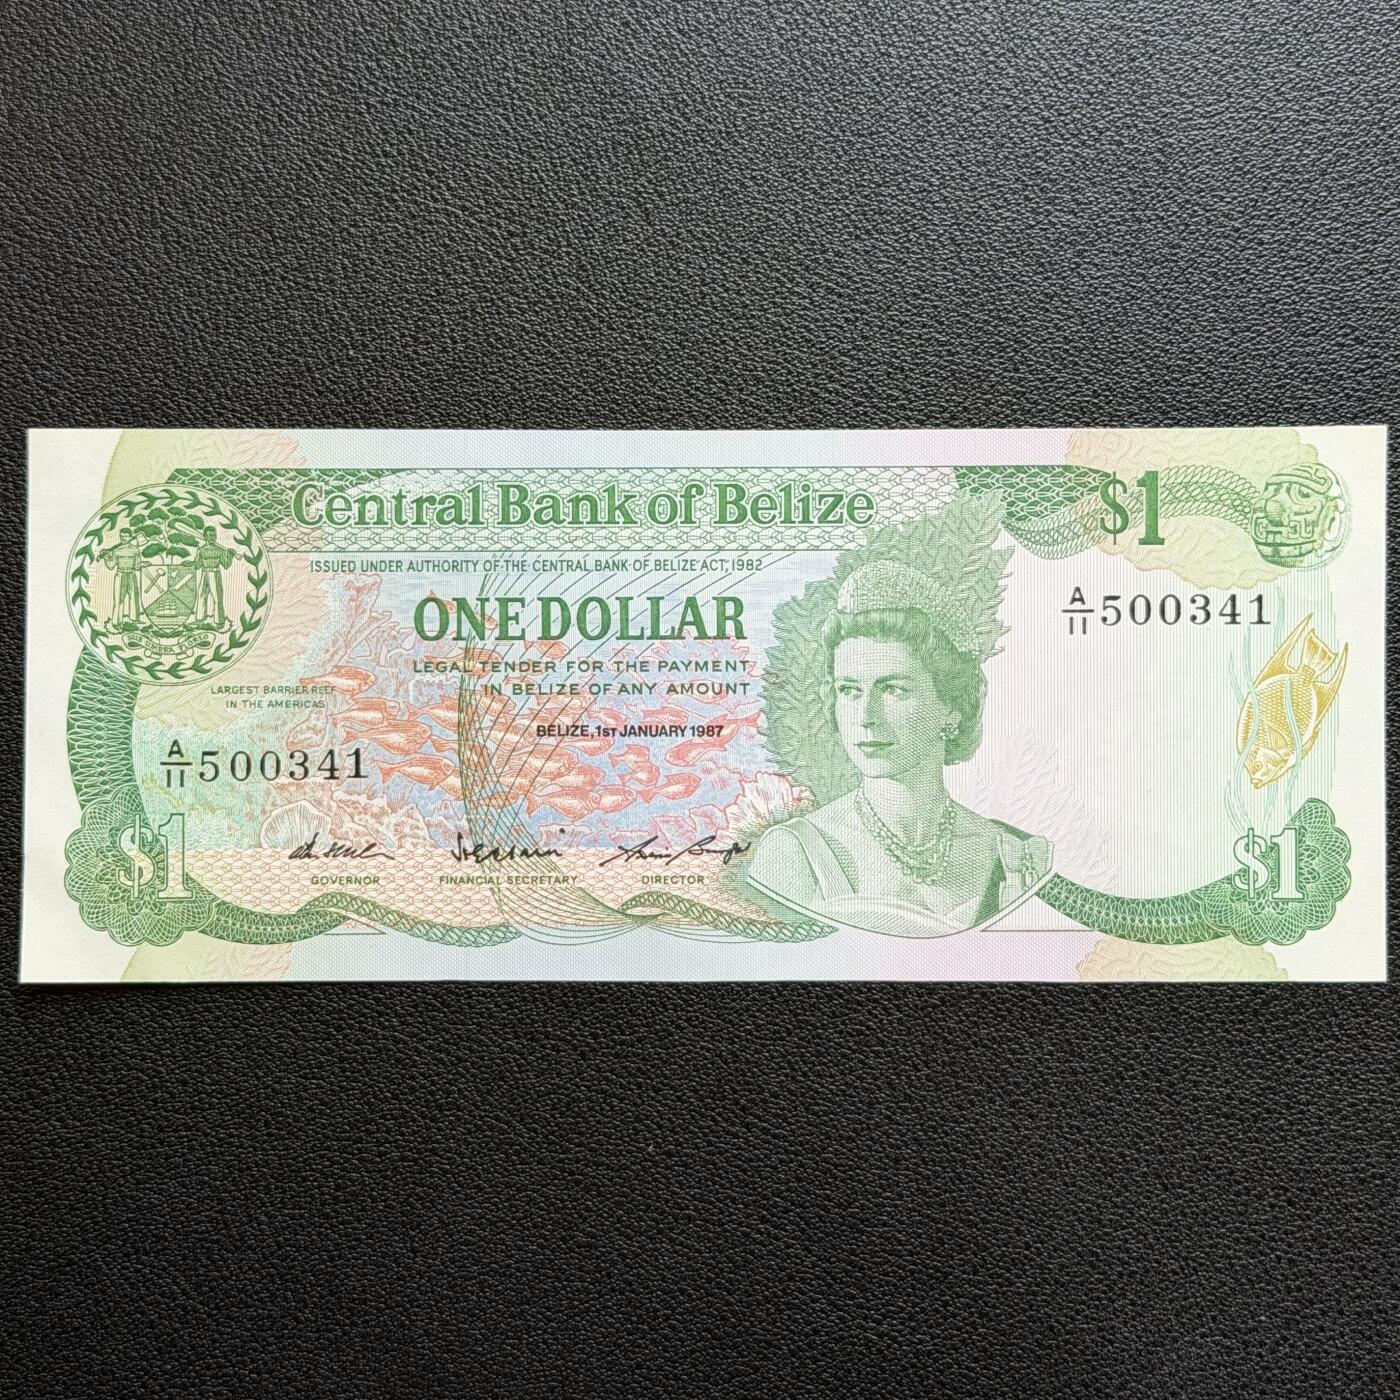 Central Bank of Belize
$1
ISSUED UNDER AUTHORITY OF THE CENTRAL BANK OF BELIZE ACT, 1982
ONE DOLLAR
A/11 500341
LEGAL TENDER FOR THE PAYMENT
IN BELIZE OF ANY AMOUNT
LARGEST BARRIER REEF
IN THE AMERICAS
BELIZE, 1ST JANUARY 1987
A/11 500341
$1
$1
GOVERNOR
FINANCIAL SECRETARY
DIRECTOR